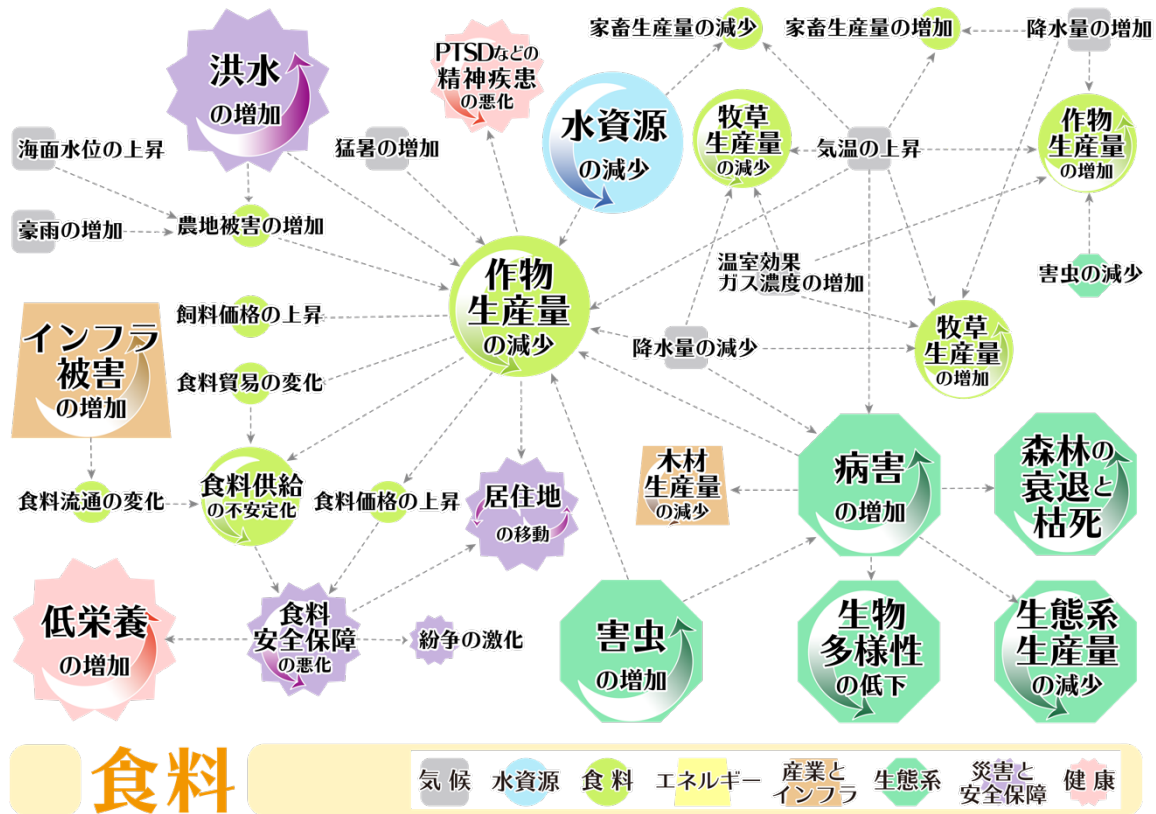 洪水
の増加
PTSDなどの
精神疾患
の悪化
家畜生産量の減少
家畜生産量の増加
降水量の増加
水資源
の減少
牧草
生産量
の減少
気温の上昇
作物
生産量
の増加
海面水位の上昇
猛暑の増加
豪雨の増加
農地被害の増加
温室効果
ガス濃度の増加
害虫の減少
作物
生産量
の減少
飼料価格の上昇
降水量の減少
牧草
生産量
の増加
インフラ
被害
の増加
食料貿易の変化
食料流通の変化
食料供給
の不安定化
食料価格の上昇
居住地
の移動
木材
生産量
の減少
病害
の増加
森林の
衰退と
枯死
低栄養
の増加
食料
安全保障
の悪化
紛争の激化
害虫
の増加
生物
多様性
の低下
生態系
生産量
の減少
食料
気候
水資源
食料
エネルギー
産業と
インフラ
生態系
災害と
安全保障
健康